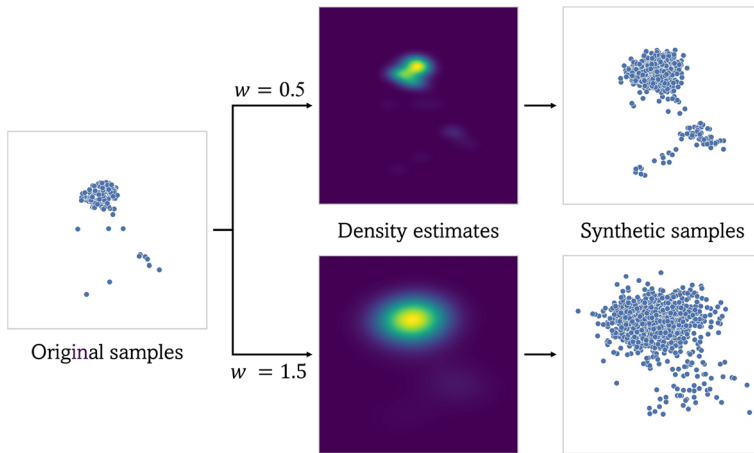 w = 0.5
Density estimates
Synthetic samples
Original samples
w = 1.5